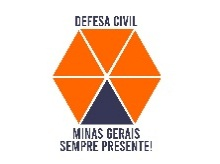 DEFESA CIVIL
MINAS GERAIS
SEMPRE PRESENTE!